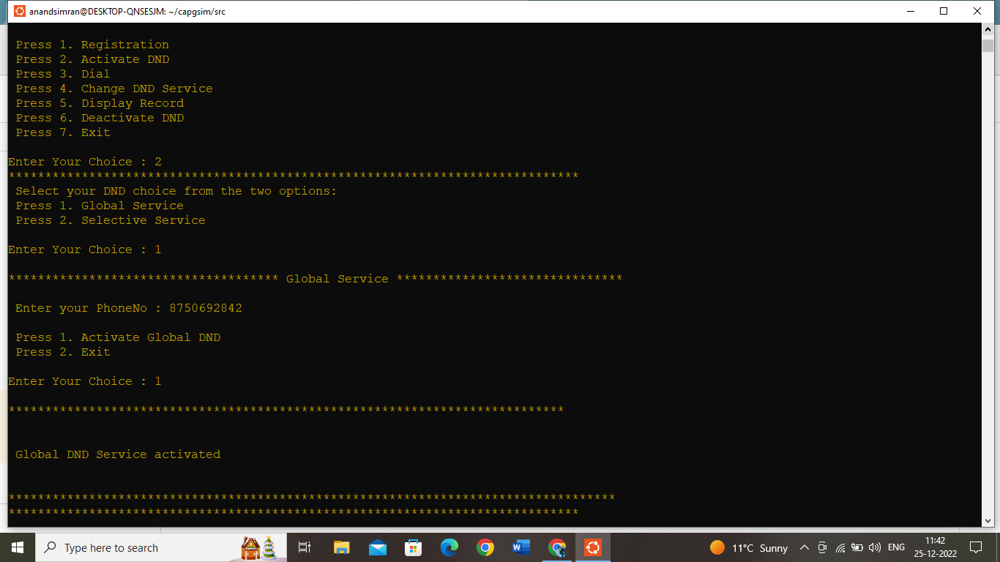 anandsimran@DESKTOP-QNSESJM: ~/capgsim/src
Press 1. Registration
Press 2. Activate DND
Press 3. Dial
Press 4. Change DND Service
Press 5. Display Record
Press 6. Deactivate DND
Press 7. Exit
Enter Your Choice : 2
******************************************************************************
Select your DND choice from the two options:
Press 1. Global Service
Press 2. Selective Service
Enter Your Choice : 1
************************************* Global Service *******************************
Enter your PhoneNo : 8750692842
Press 1. Activate Global DND
Press 2. Exit
Enter Your Choice : 1
****************************************************************************
Global DND Service activated
***********************************************************************************
******************************************************************************
Type here to search
11°C Sunny
ENG
11:42
25-12-2022